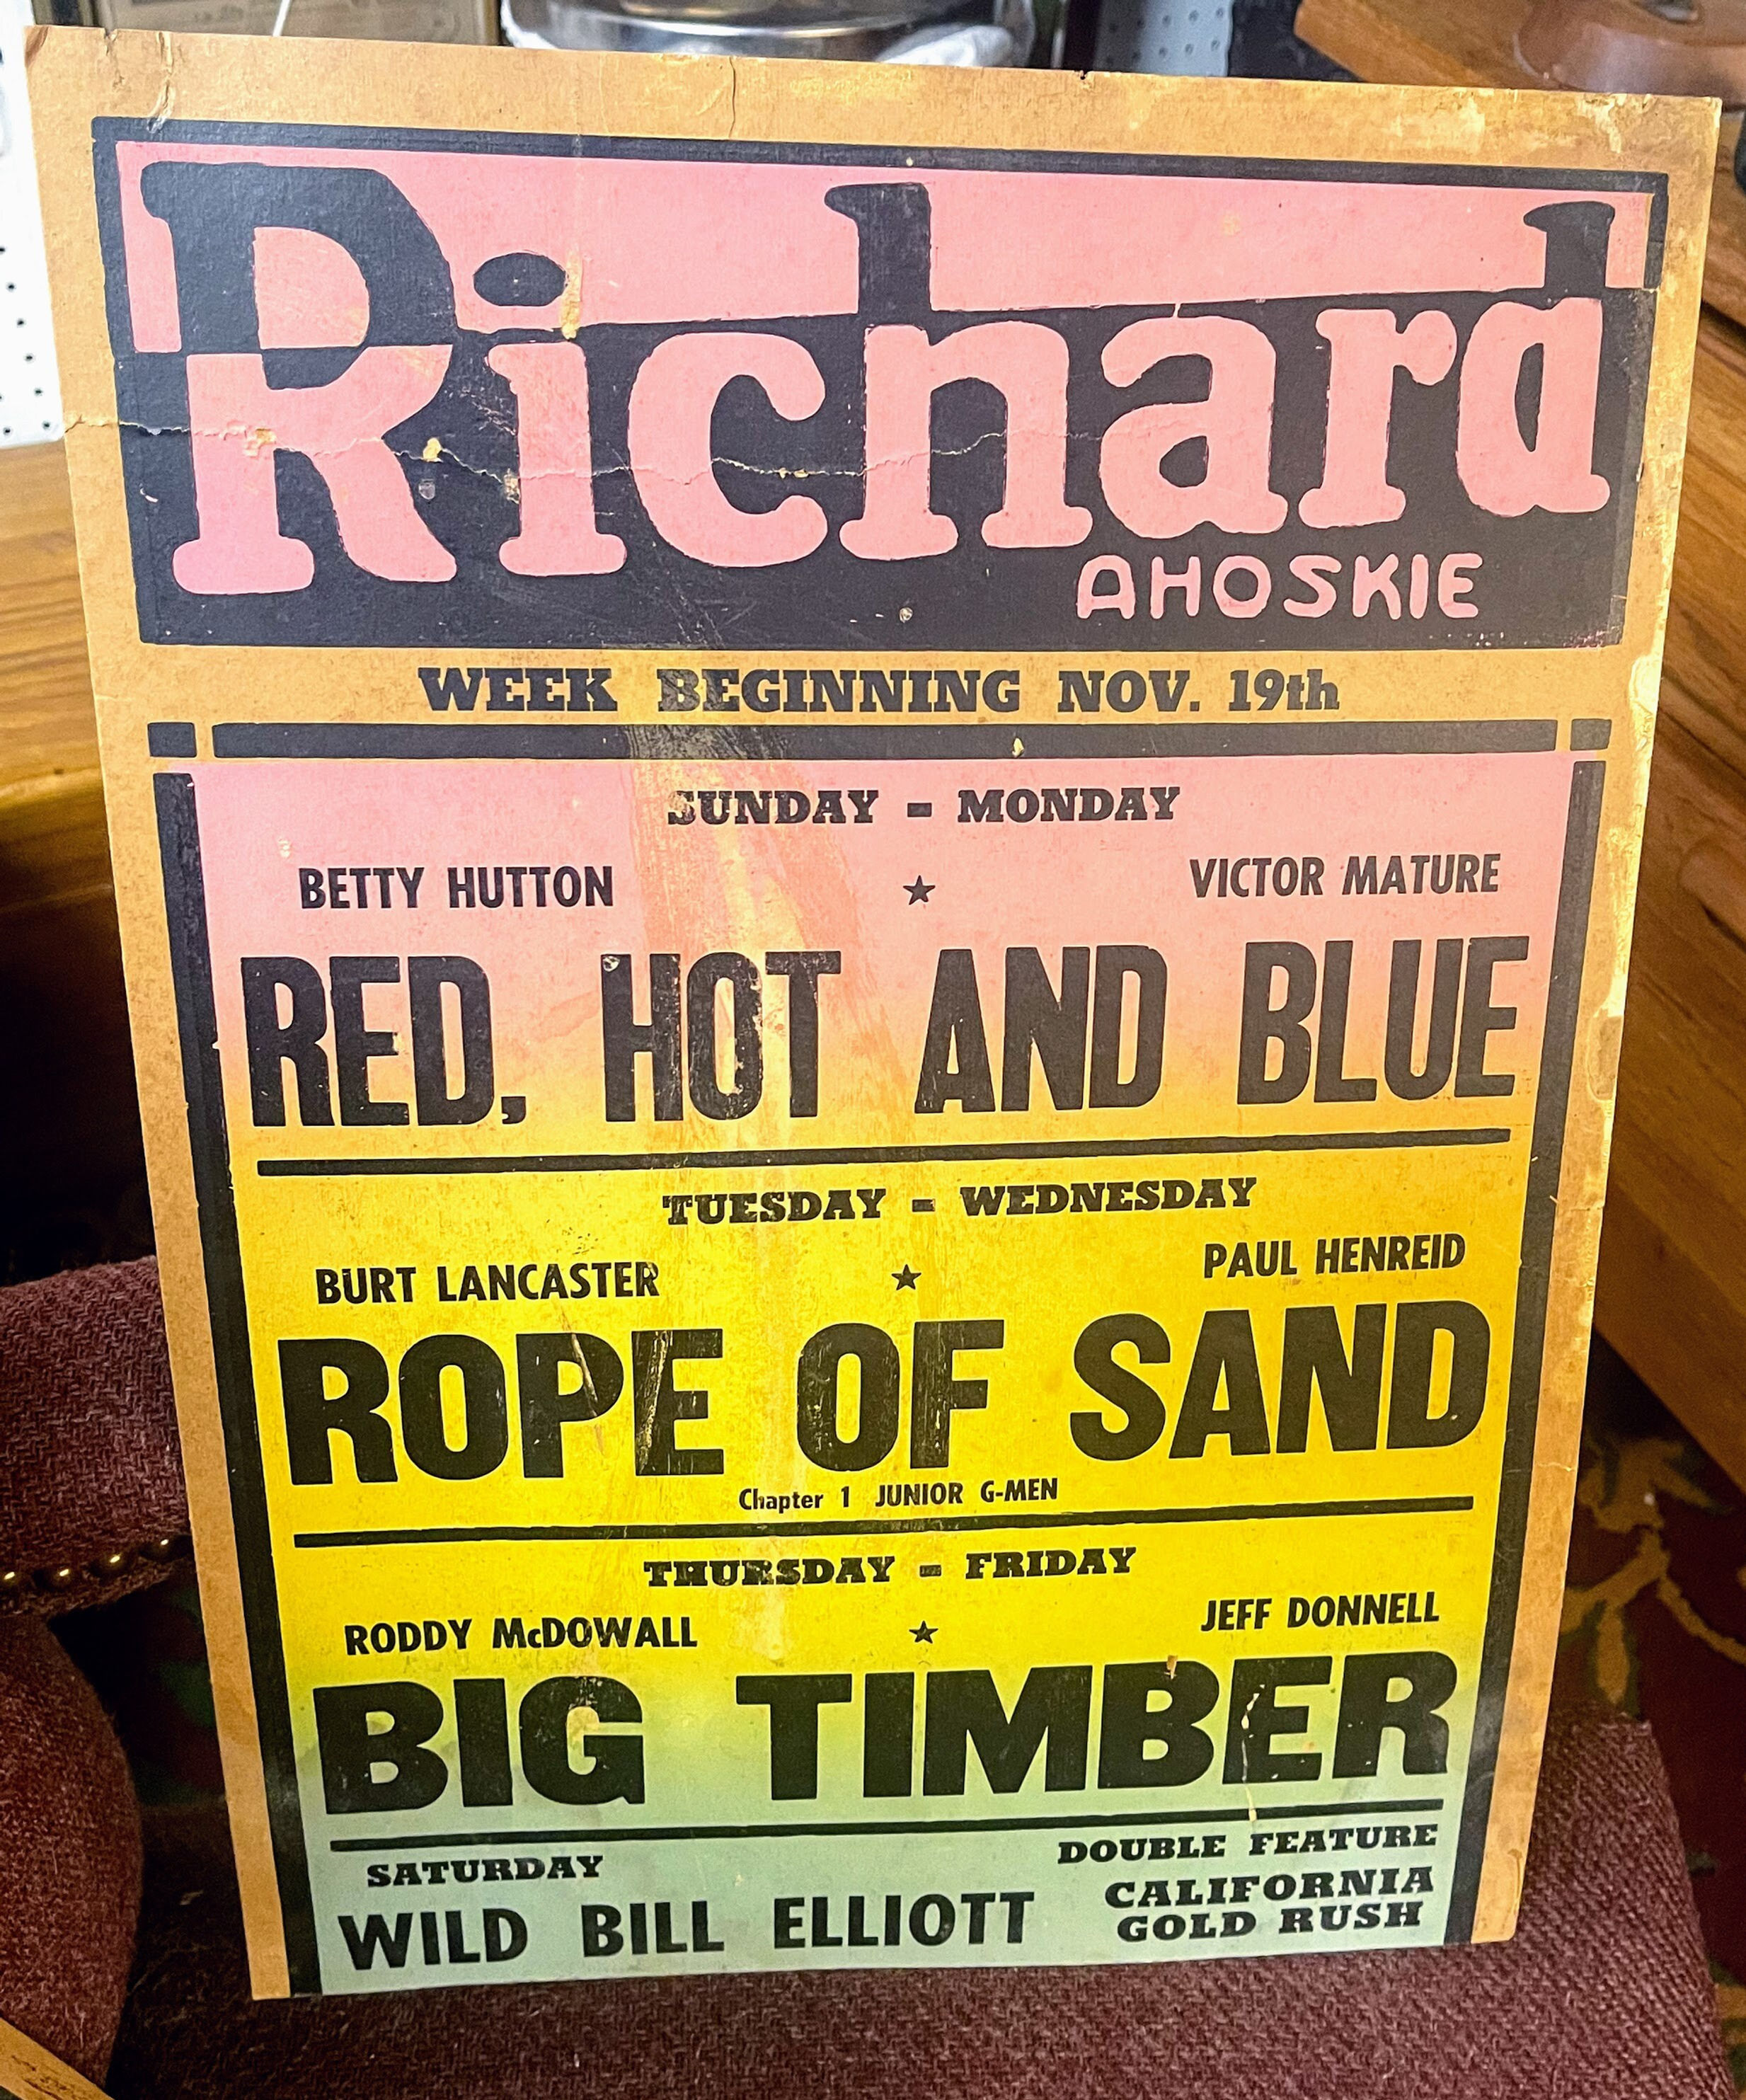 Richard
AHOSKIE
WEEK BEGINNING NOV. 19th
SUNDAY - MONDAY
BETTY HUTTON ★ VICTOR MATURE
RED, HOT AND BLUE
TUESDAY - WEDNESDAY
BURT LANCASTER ★ PAUL HENREID
ROPE OF SAND
Chapter 1 JUNIOR G-MEN
THURSDAY - FRIDAY
RODDY McDOWALL ★ JEFF DONNELL
BIG TIMBER
SATURDAY
WILD BILL ELLIOTT
DOUBLE FEATURE
CALIFORNIA
GOLD RUSH